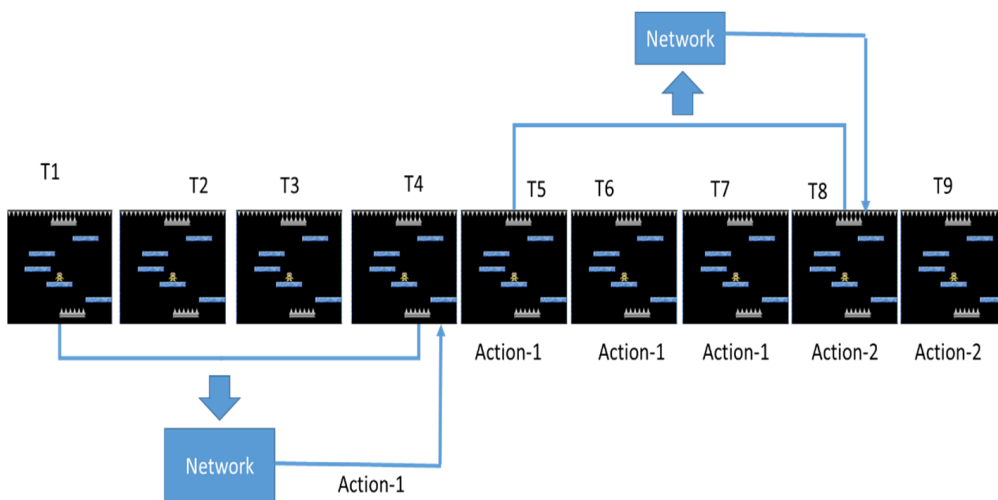 Network
T1
T2
T3
T4
T5
T6
T7
T8
T9
Action-1
Action-1
Action-1
Action-2
Action-2
Network
Action-1